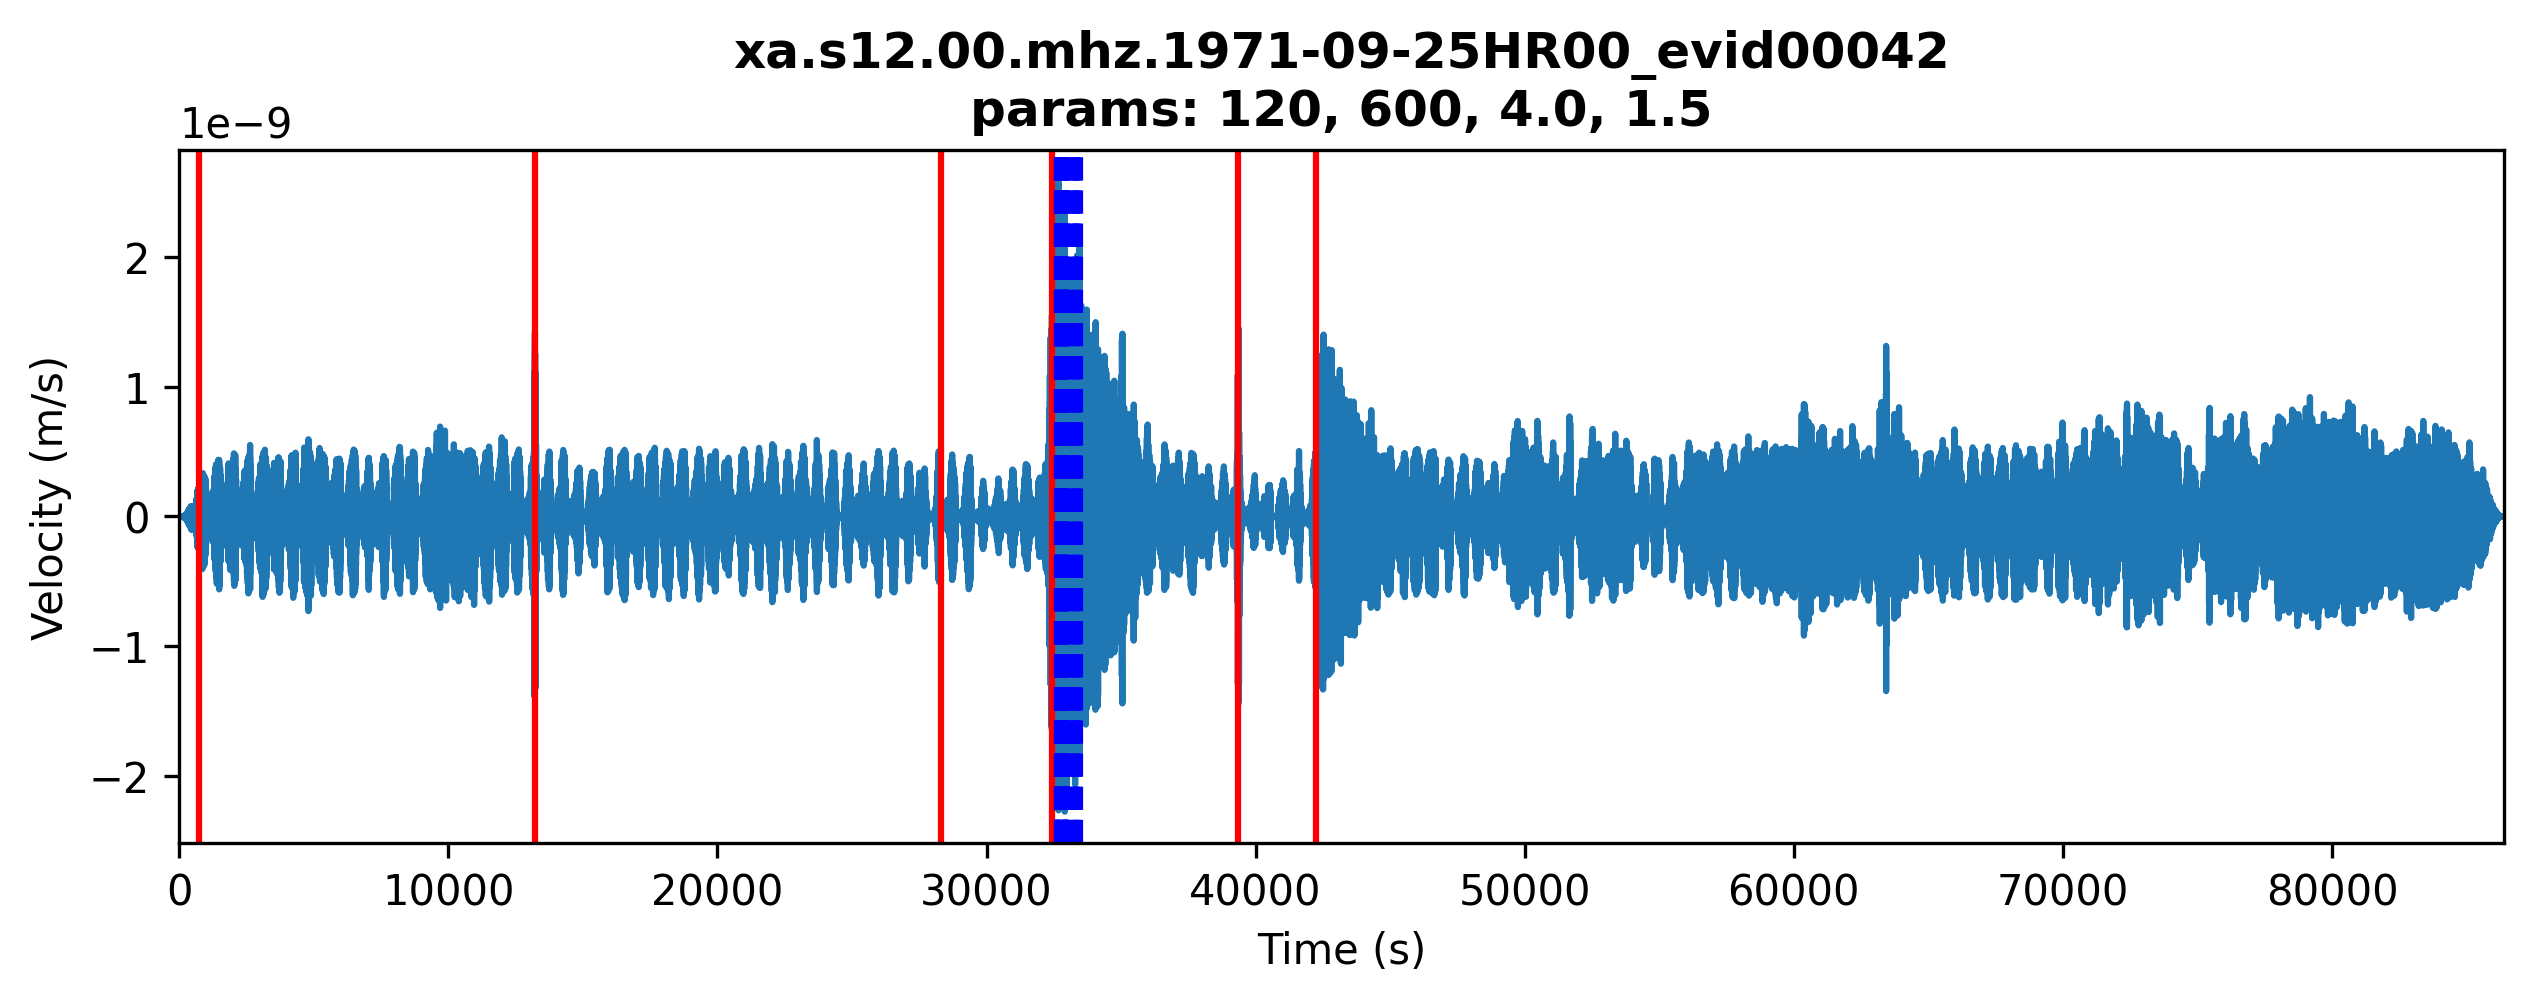 xa.s12.00.mhz.1971-09-25HR00_evid00042
params: 120, 600, 4.0, 1.5
1e−9
2
1
0
−1
−2
Velocity (m/s)
0 10000 20000 30000 40000 50000 60000 70000 80000
Time (s)